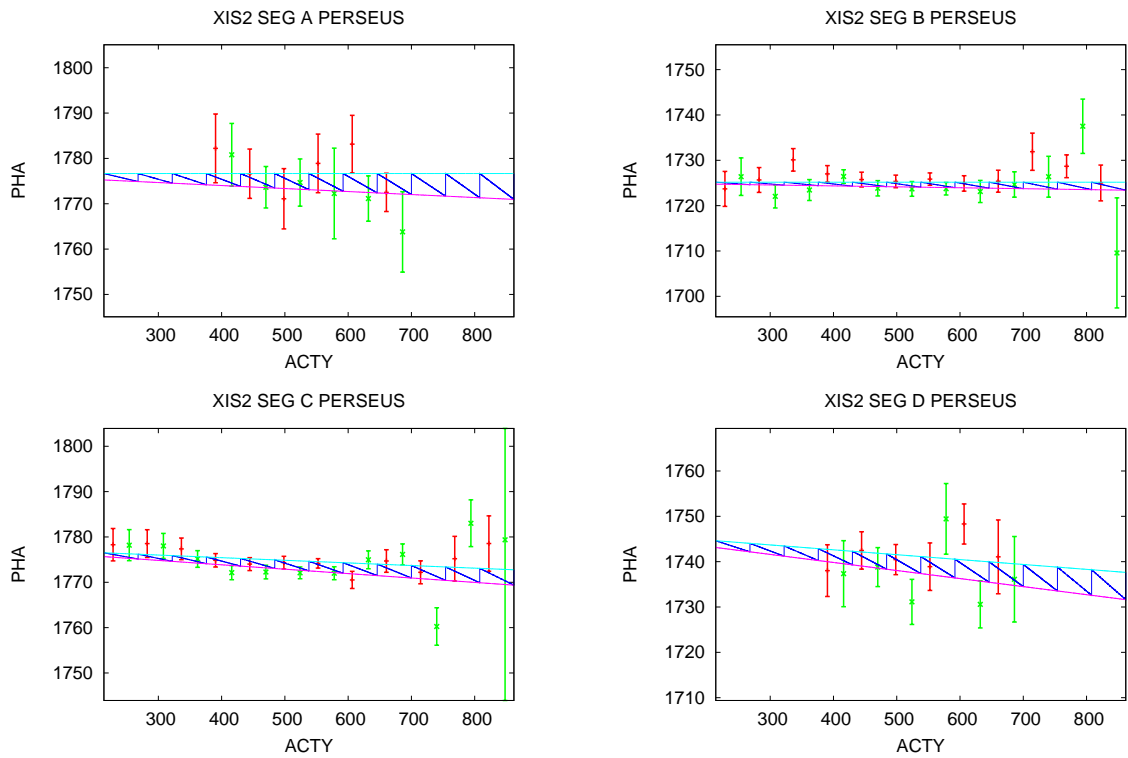 XIS2 SEG A PERSEUS
PHA
1800
1790
1780
1770
1760
1750
300 400 500 600 700 800
ACTY
XIS2 SEG B PERSEUS
PHA
1750
1740
1730
1720
1710
1700
300 400 500 600 700 800
ACTY
XIS2 SEG C PERSEUS
PHA
1800
1790
1780
1770
1760
1750
300 400 500 600 700 800
ACTY
XIS2 SEG D PERSEUS
PHA
1760
1750
1740
1730
1720
1710
300 400 500 600 700 800
ACTY